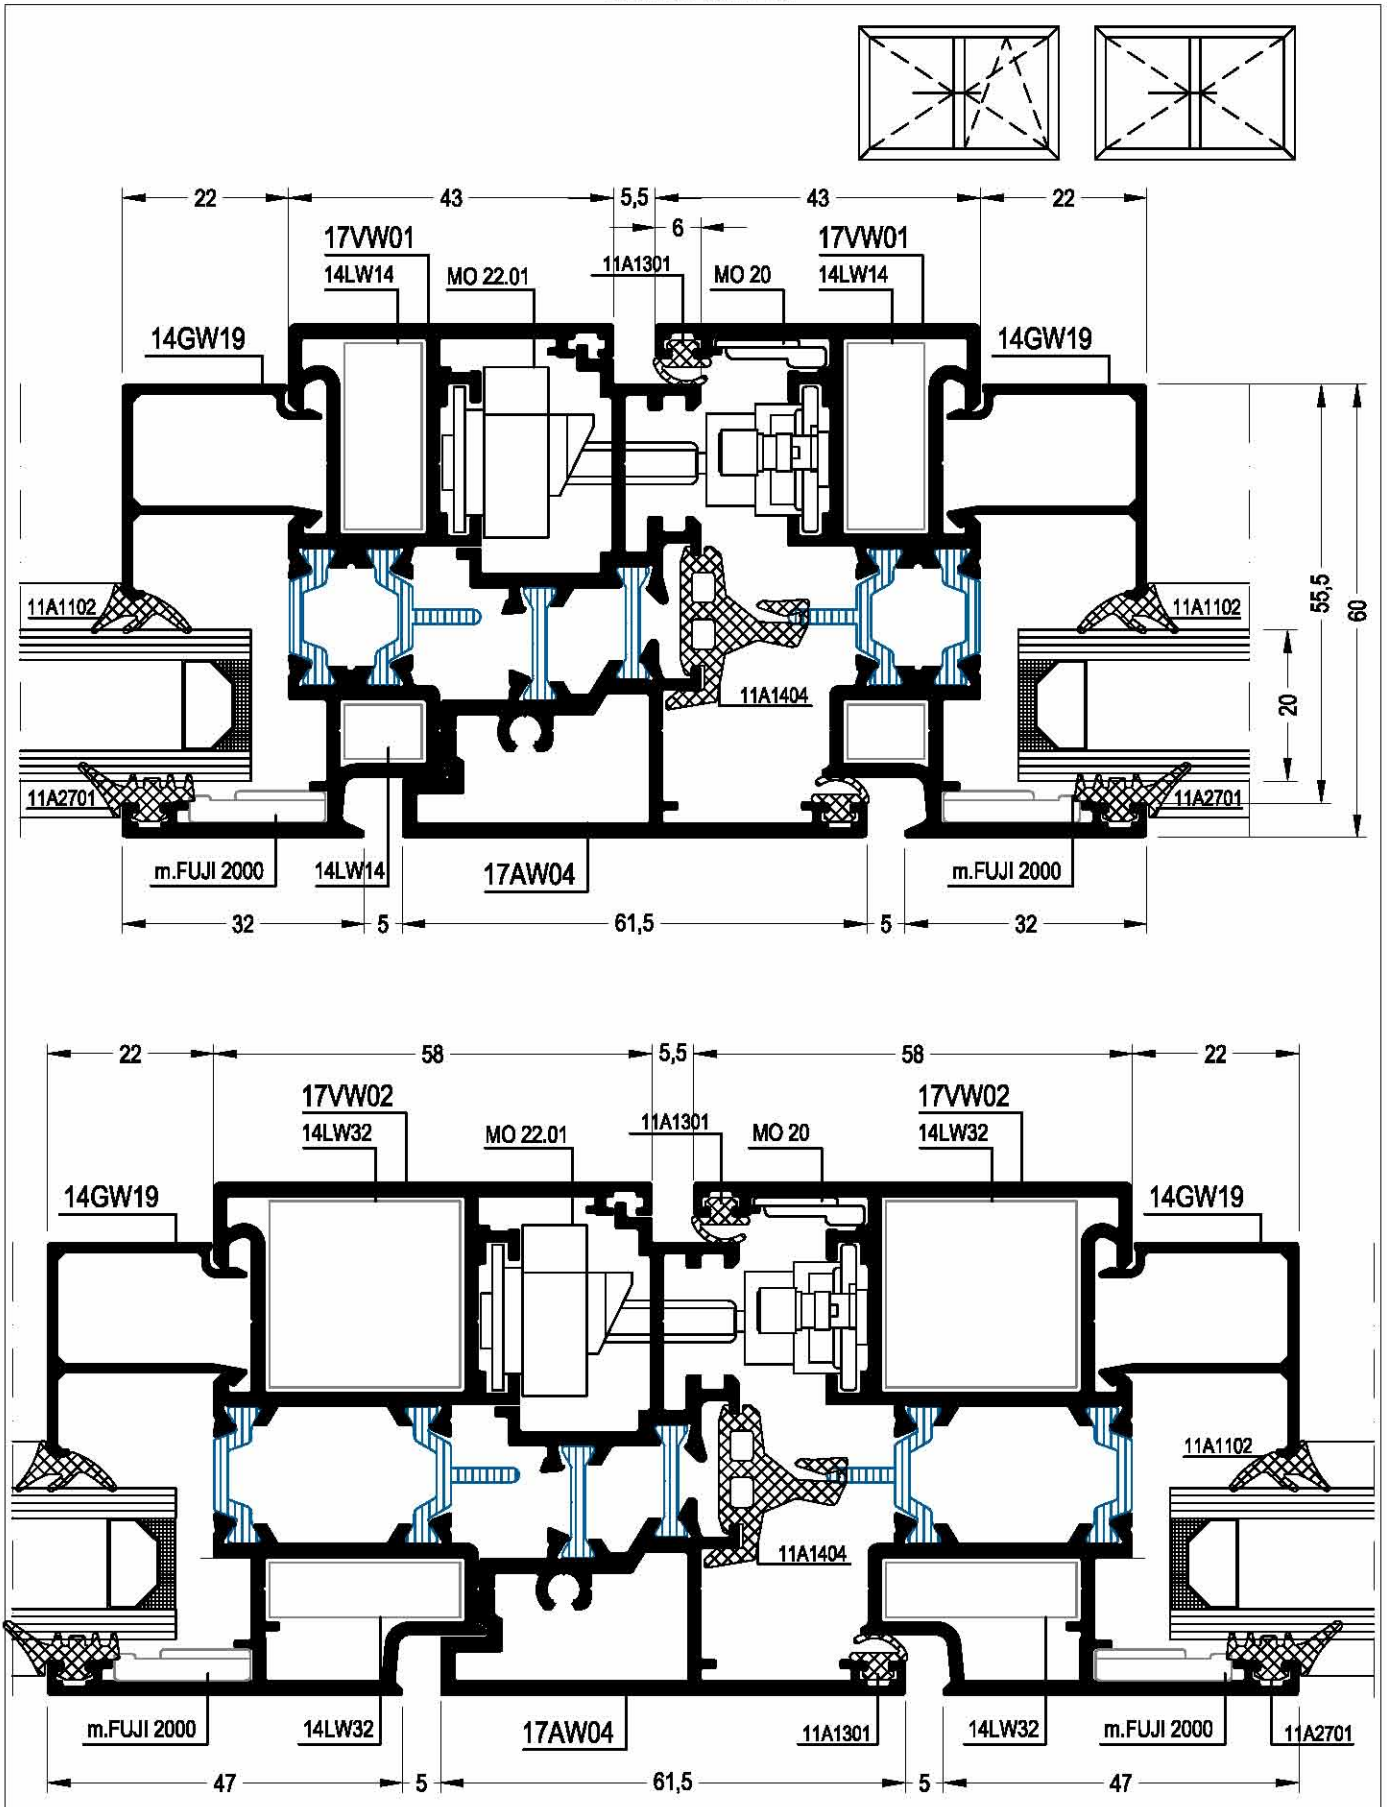 22 43 5,5 43 22
6
17VW01 17VW01
14LW14 MO 22.01 11A1301 MO 20 14LW14
14GW19 14GW19
11A1102 11A1102
55,5
60
20
11A1404
11A2701 11A2701
m.FUJI 2000 14LW14 17AW04 m.FUJI 2000
32 5 61,5 5 32
22 58 5,5 58 22
17VW02 17VW02
14LW32 MO 22.01 11A1301 MO 20 14LW32
14GW19 14GW19
11A1102
11A1404
m.FUJI 2000 14LW32 17AW04 11A1301 14LW32 m.FUJI 2000 11A2701
47 5 61,5 5 47